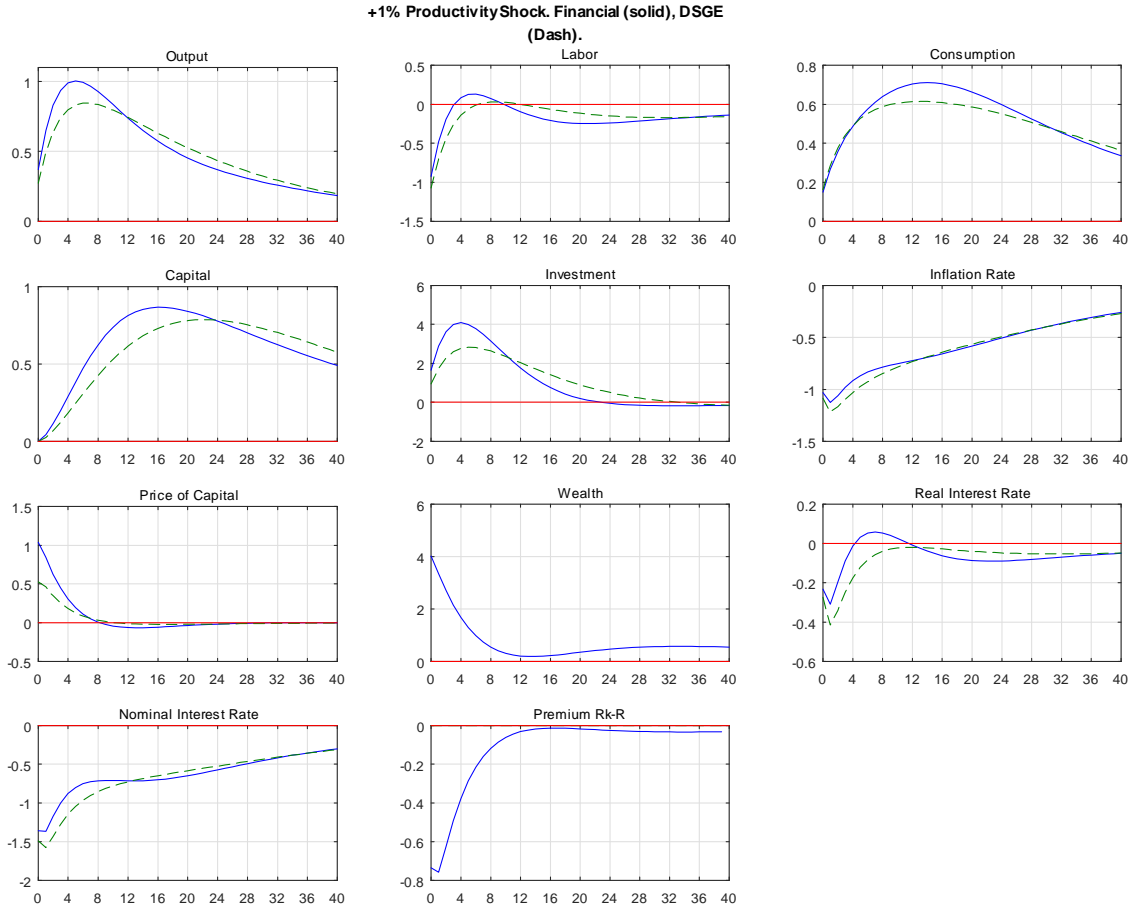 +1% Productivity Shock. Financial (solid), DSGE
(Dash).
Output
1
0.5
0
0 4 8 12 16 20 24 28 32 36 40
Labor
0.5
0
-0.5
-1
-1.5
0 4 8 12 16 20 24 28 32 36 40
Consumption
0.8
0.6
0.4
0.2
0
0 4 8 12 16 20 24 28 32 36 40
Capital
1
0.5
0
0 4 8 12 16 20 24 28 32 36 40
Investment
6
4
2
0
-2
0 4 8 12 16 20 24 28 32 36 40
Inflation Rate
0
-0.5
-1
-1.5
0 4 8 12 16 20 24 28 32 36 40
Price of Capital
1.5
1
0.5
0
-0.5
0 4 8 12 16 20 24 28 32 36 40
Wealth
6
4
2
0
0 4 8 12 16 20 24 28 32 36 40
Real Interest Rate
0.2
0
-0.2
-0.4
-0.6
0 4 8 12 16 20 24 28 32 36 40
Nominal Interest Rate
0
-0.5
-1
-1.5
-2
0 4 8 12 16 20 24 28 32 36 40
Premium Rk-R
0
-0.2
-0.4
-0.6
-0.8
0 4 8 12 16 20 24 28 32 36 40